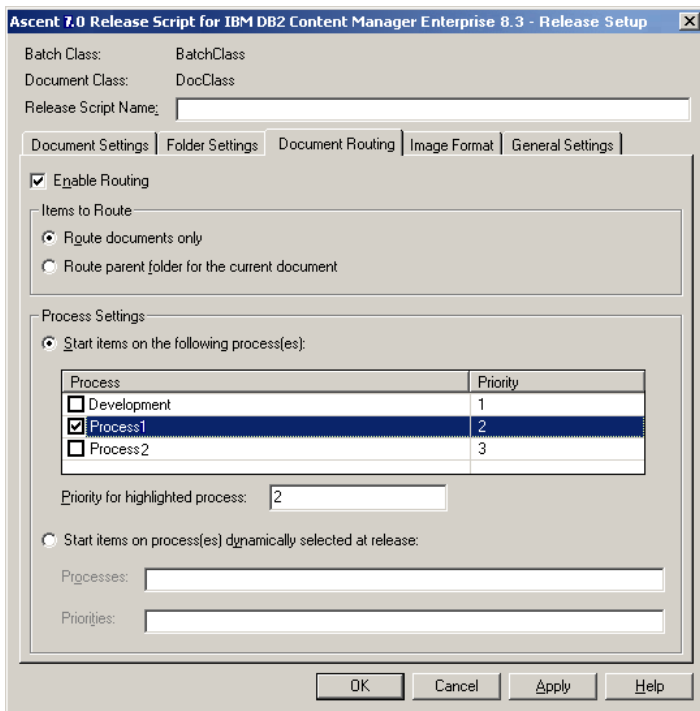 Ascent 7.0 Release Script for IBM DB2 Content Manager Enterprise 8.3 - Release Setup
Batch Class: BatchClass
Document Class: DocClass
Release Script Name:
Document Settings Folder Settings Document Routing Image Format General Settings
Enable Routing
Items to Route
Route documents only
Route parent folder for the current document
Process Settings
Start items on the following process(es):
Process Priority
Development 1
Process1 2
Process2 3
Priority for highlighted process: 2
Start items on process(es) dynamically selected at release:
Processes:
Priorities:
OK Cancel Apply Help